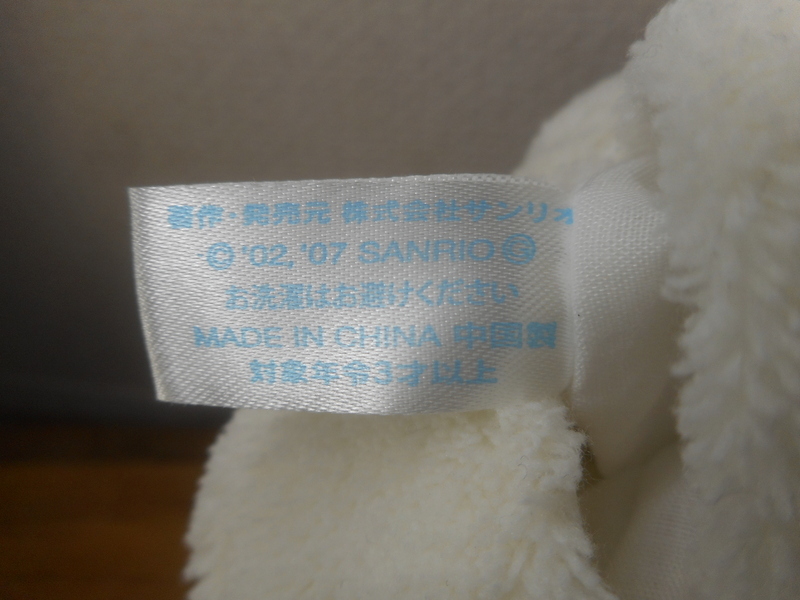 著作・発売元 株式会社サンリオ
© '02, '07 SANRIO ©
お洗濯はお避けください
MADE IN CHINA 中国製
対象年令3才以上